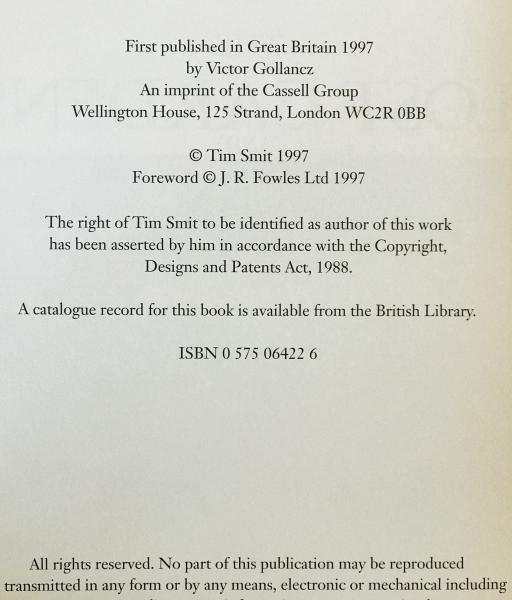 First published in Great Britain 1997
by Victor Gollancz
An imprint of the Cassell Group
Wellington House, 125 Strand, London WC2R 0BB
© Tim Smit 1997
Foreword © J. R. Fowles Ltd 1997
The right of Tim Smit to be identified as author of this work
has been asserted by him in accordance with the Copyright,
Designs and Patents Act, 1988.
A catalogue record for this book is available from the British Library.
ISBN 0 575 06422 6
All rights reserved. No part of this publication may be reproduced
transmitted in any form or by any means, electronic or mechanical including